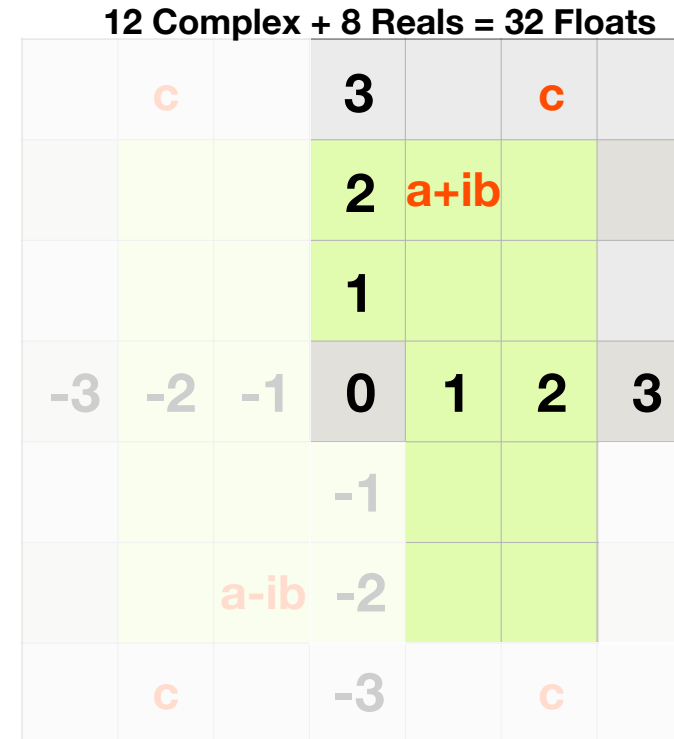 12 Complex + 8 Reals = 32 Floats
c 3 c
2 a+ib
1
-3 -2 -1 0 1 2 3
-1
a-ib -2
c -3 c